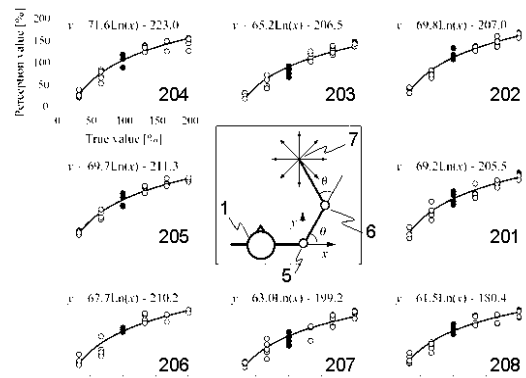 y = 71.6Ln(x) - 223.0
y = 65.2Ln(x) - 206.5
y = 69.8Ln(x) - 207.0
Perception value [%]
200
150
100
50
0
204
203
202
0 100 200
True value [%]
y = 69.7Ln(x) - 211.3
y = 69.2Ln(x) - 205.5
7
θ
1
y
θ
x
6
5
205
201
y = 67.7Ln(x) - 210.2
y = 63.0Ln(x) - 199.2
y = 61.5Ln(x) - 180.4
206
207
208